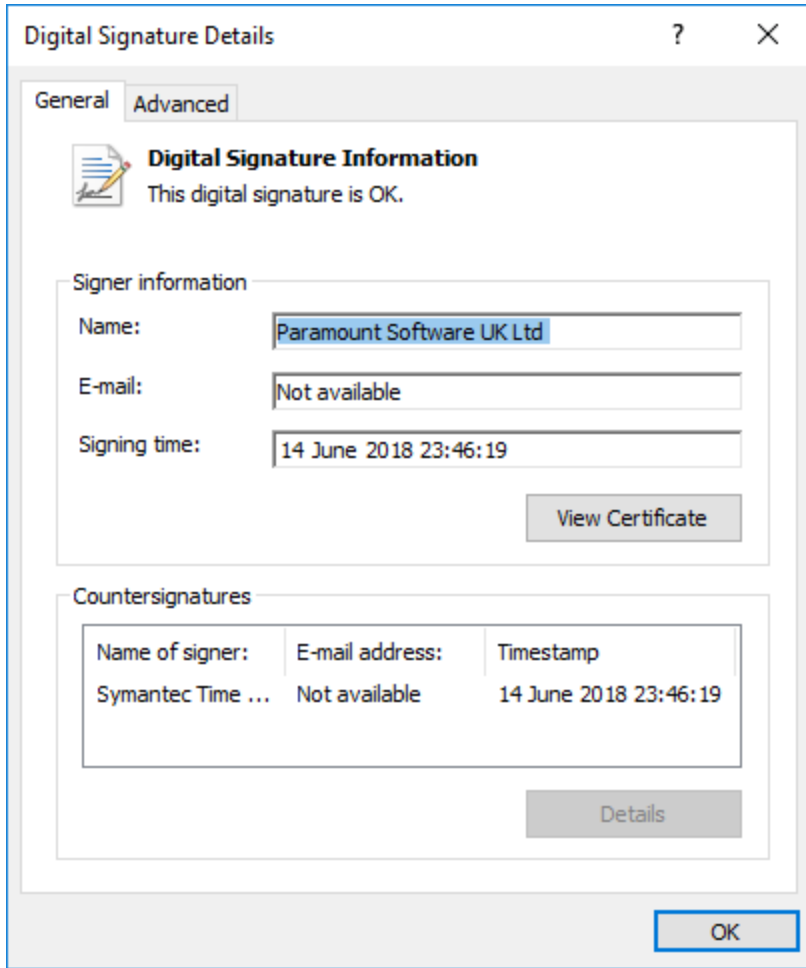 Digital Signature Details ? ×
General Advanced
Digital Signature Information
This digital signature is OK.
Signer information
Name: Paramount Software UK Ltd
E-mail: Not available
Signing time: 14 June 2018 23:46:19
View Certificate
Countersignatures
Name of signer: E-mail address: Timestamp
Symantec Time ... Not available 14 June 2018 23:46:19
Details
OK